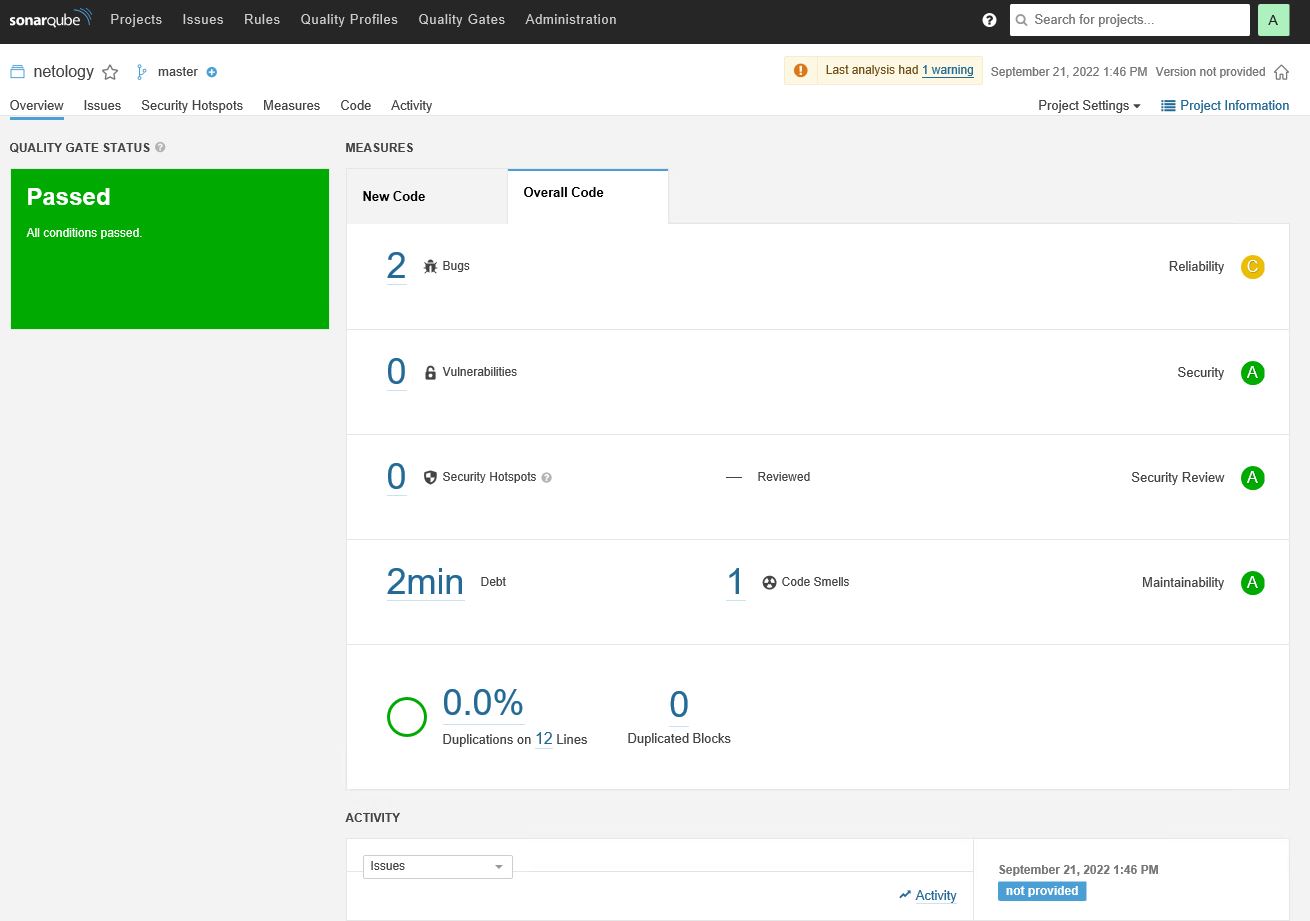 sonarqube Projects Issues Rules Quality Profiles Quality Gates Administration ? Search for projects... A
netology master Last analysis had 1 warning September 21, 2022 1:46 PM Version not provided
Overview Issues Security Hotspots Measures Code Activity Project Settings Project Information
QUALITY GATE STATUS ?
Passed
All conditions passed.
MEASURES
New Code Overall Code
2 Bugs Reliability C
0 Vulnerabilities Security A
0 Security Hotspots ? — Reviewed Security Review A
2min Debt 1 Code Smells Maintainability A
0.0% 0
Duplications on 12 Lines Duplicated Blocks
ACTIVITY
Issues
Activity
September 21, 2022 1:46 PM
not provided